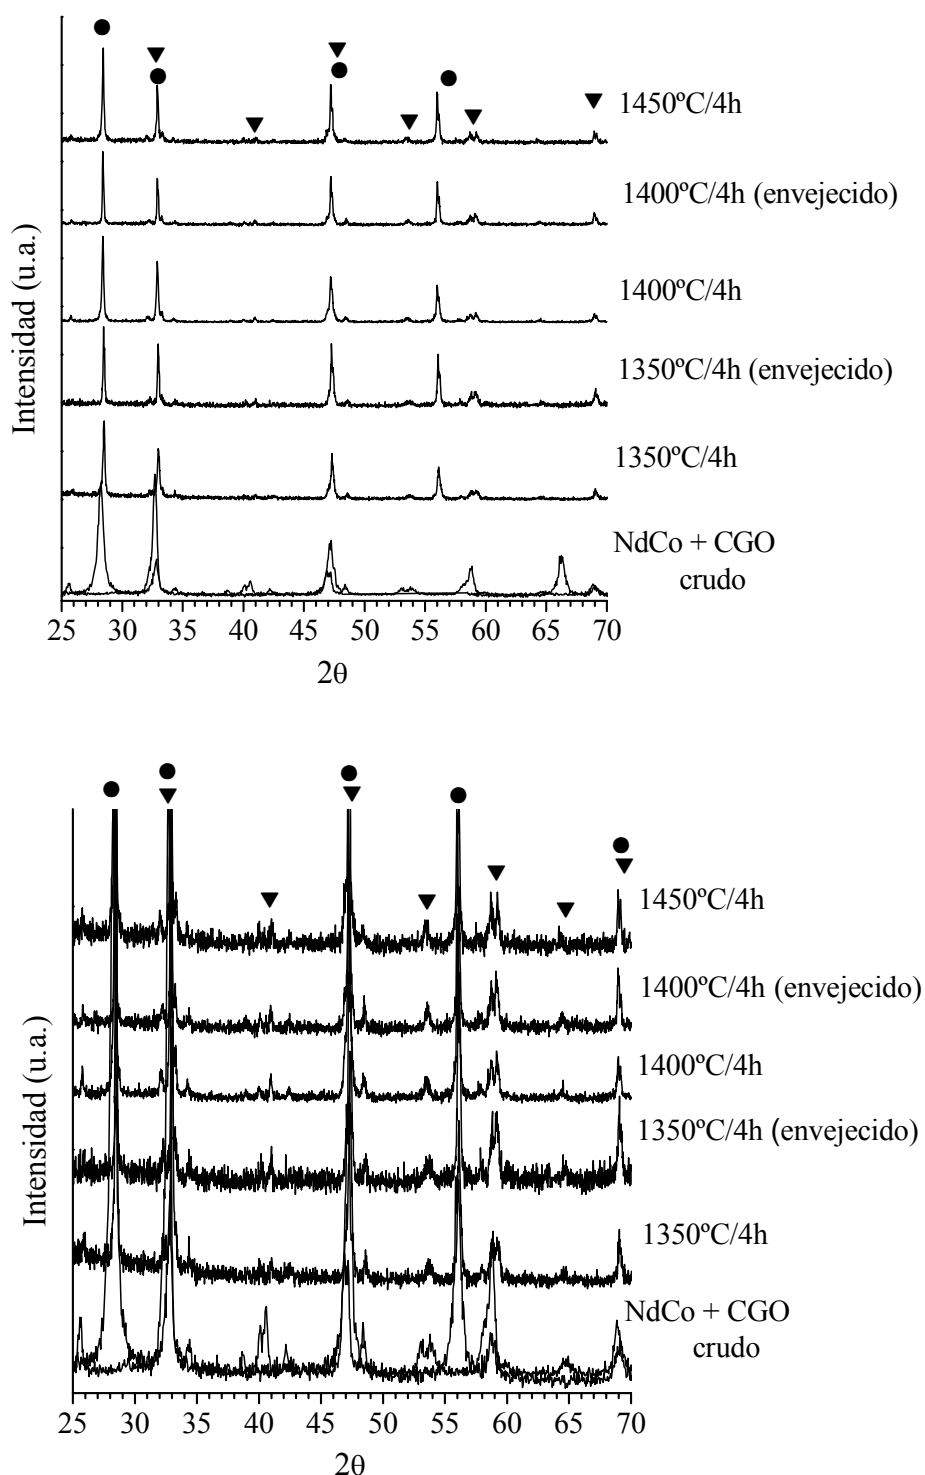 1450ºC/4h
1400ºC/4h (envejecido)
1400ºC/4h
1350ºC/4h (envejecido)
1350ºC/4h
NdCo + CGO
crudo
Intensidad (u.a.)
25 30 35 40 45 50 55 60 65 70
2θ
1450ºC/4h
1400ºC/4h (envejecido)
1400ºC/4h
1350ºC/4h (envejecido)
1350ºC/4h
NdCo + CGO
crudo
Intensidad (u.a.)
25 30 35 40 45 50 55 60 65 70
2θ